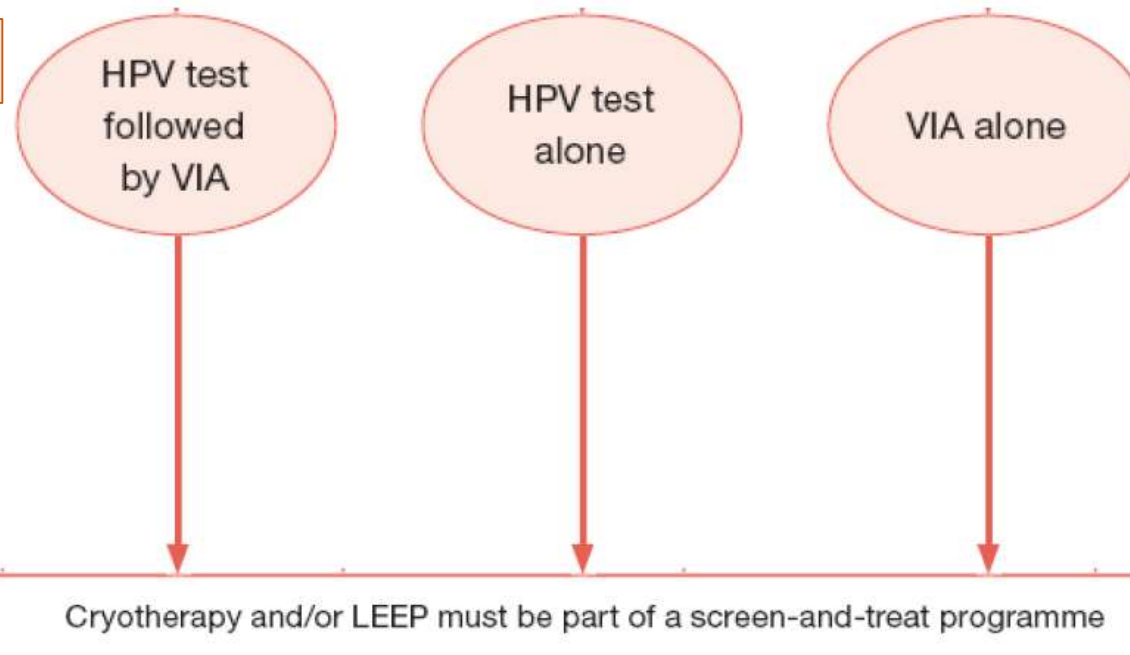 HPV test
followed
by VIA
HPV test
alone
VIA alone
Cryotherapy and/or LEEP must be part of a screen-and-treat programme